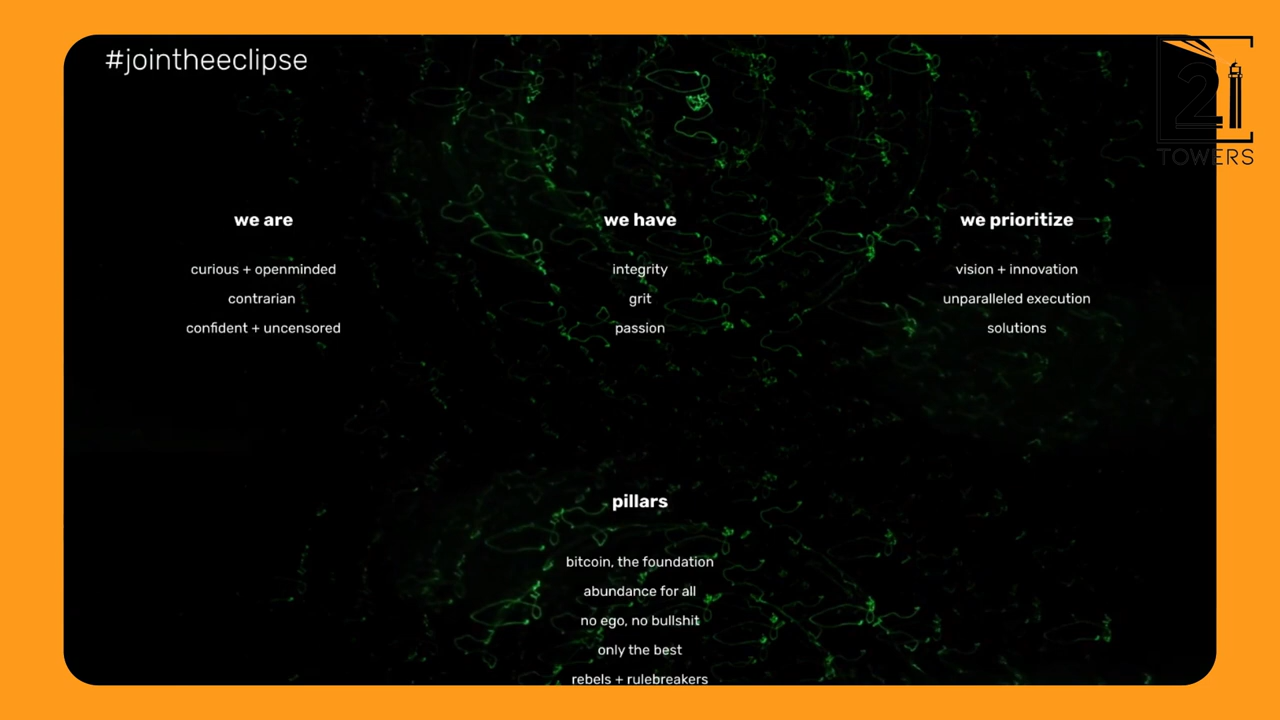 #jointheeclipse
21
TOWERS
we are
curious + openminded
contrarian
confident + uncensored
we have
integrity
grit
passion
we prioritize
vision + innovation
unparalleled execution
solutions
pillars
bitcoin, the foundation
abundance for all
no ego, no bullshit
only the best
rebels + rulebreakers